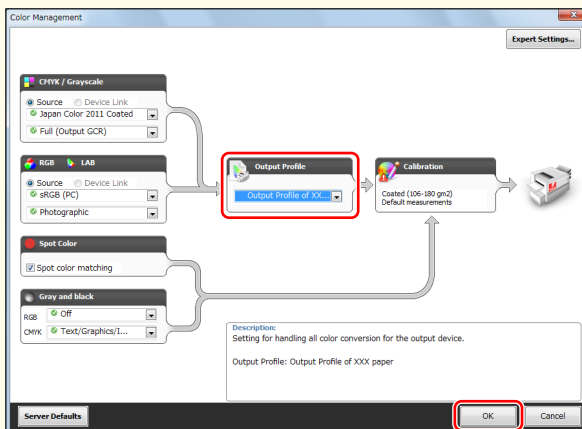 Color Management
Expert Settings...
CMYK / Grayscale
Source Device Link
Japan Color 2011 Coated
Full (Output GCR)
RGB LAB
Source Device Link
sRGB (PC)
Photographic
Output Profile
Output Profile of XX...
Calibration
Coated (106-180 gm2)
Default measurements
Spot Color
Spot color matching
Gray and black
RGB Off
CMYK Text/Graphics/I...
Description:
Setting for handling all color conversion for the output device.
Output Profile: Output Profile of XXX paper
Server Defaults
OK
Cancel